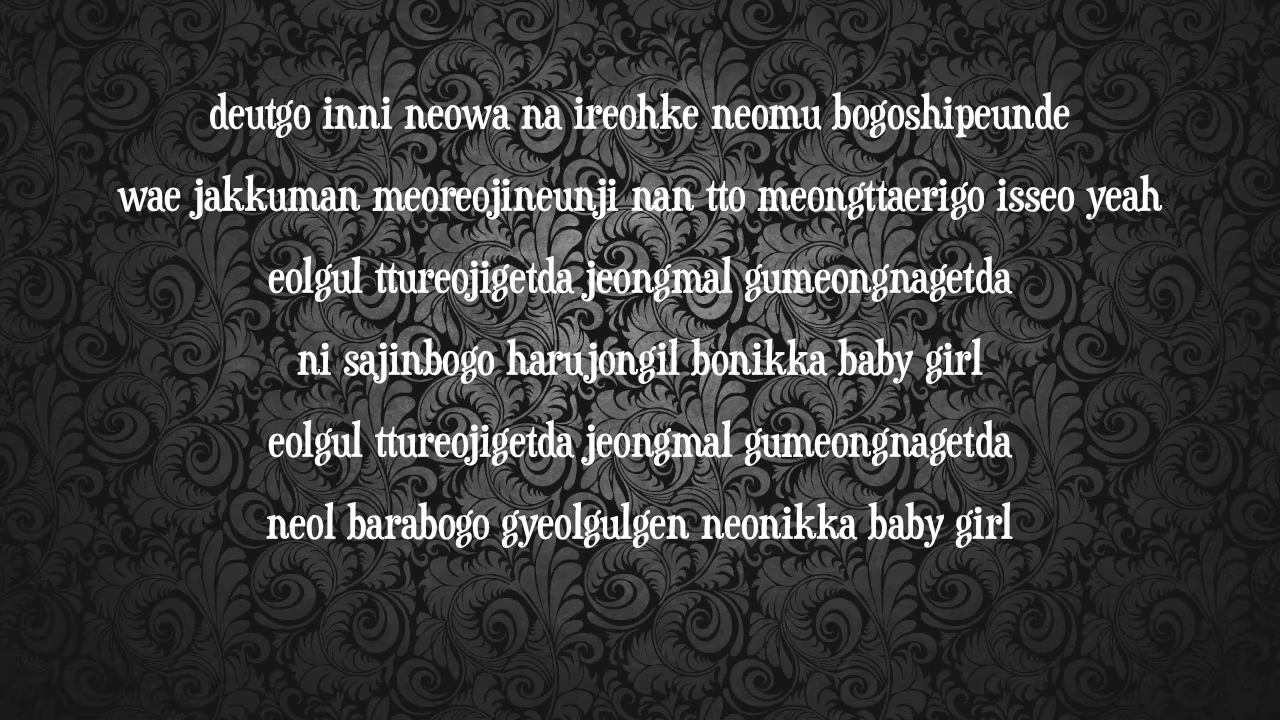 deutgo inni neowa na ireohke neomu bogoshipeunde
wae jakkuman meoreojineunji nan tto meongttaerigo isseo yeah
eolgul ttureojigetda jeongmal gumeongnagetda
ni sajinbogo harujongil bonikka baby girl
eolgul ttureojigetda jeongmal gumeongnagetda
neol barabogo gyeolgulgen neonikka baby girl